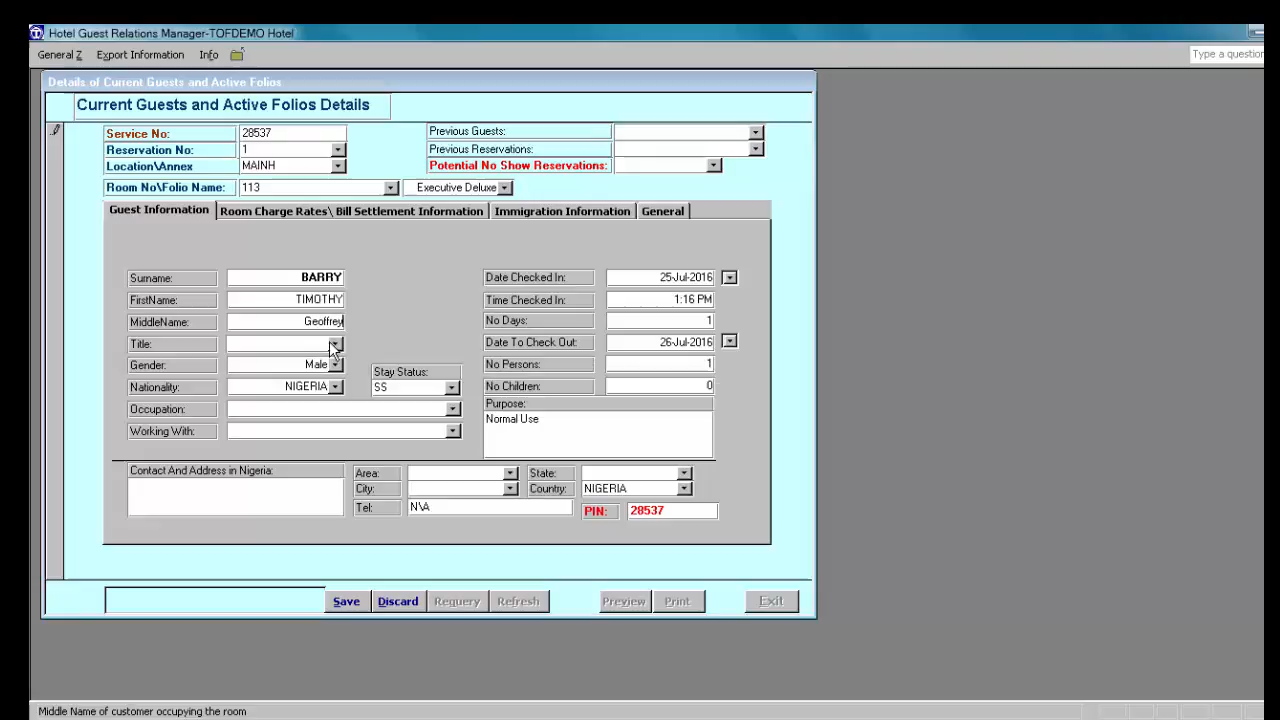 Hotel Guest Relations Manager-TOFDEMO Hotel
General Z Export Information Info
Type a question
Details of Current Guests and Active Folios
Current Guests and Active Folios Details
Service No: 28537 Previous Guests:
Reservation No: 1 Previous Reservations:
Location\Annex MAINH Potential No Show Reservations:
Room No\Folio Name: 113 Executive Deluxe
Guest Information Room Charge Rates\ Bill Settlement Information Immigration Information General
Surname: BARRY Date Checked In: 25-Jul-2016
FirstName: TIMOTHY Time Checked In: 1:16 PM
MiddleName: Geoffrey No Days: 1
Title: Date To Check Out: 26-Jul-2016
Gender: Male Stay Status: No Persons: 1
Nationality: NIGERIA SS No Children: 0
Occupation: Purpose:
Normal Use
Working With:
Contact And Address in Nigeria: Area: State:
City: Country: NIGERIA
Tel: N\A PIN: 28537
Save Discard Requery Refresh Preview Print Exit
Middle Name of customer occupying the room